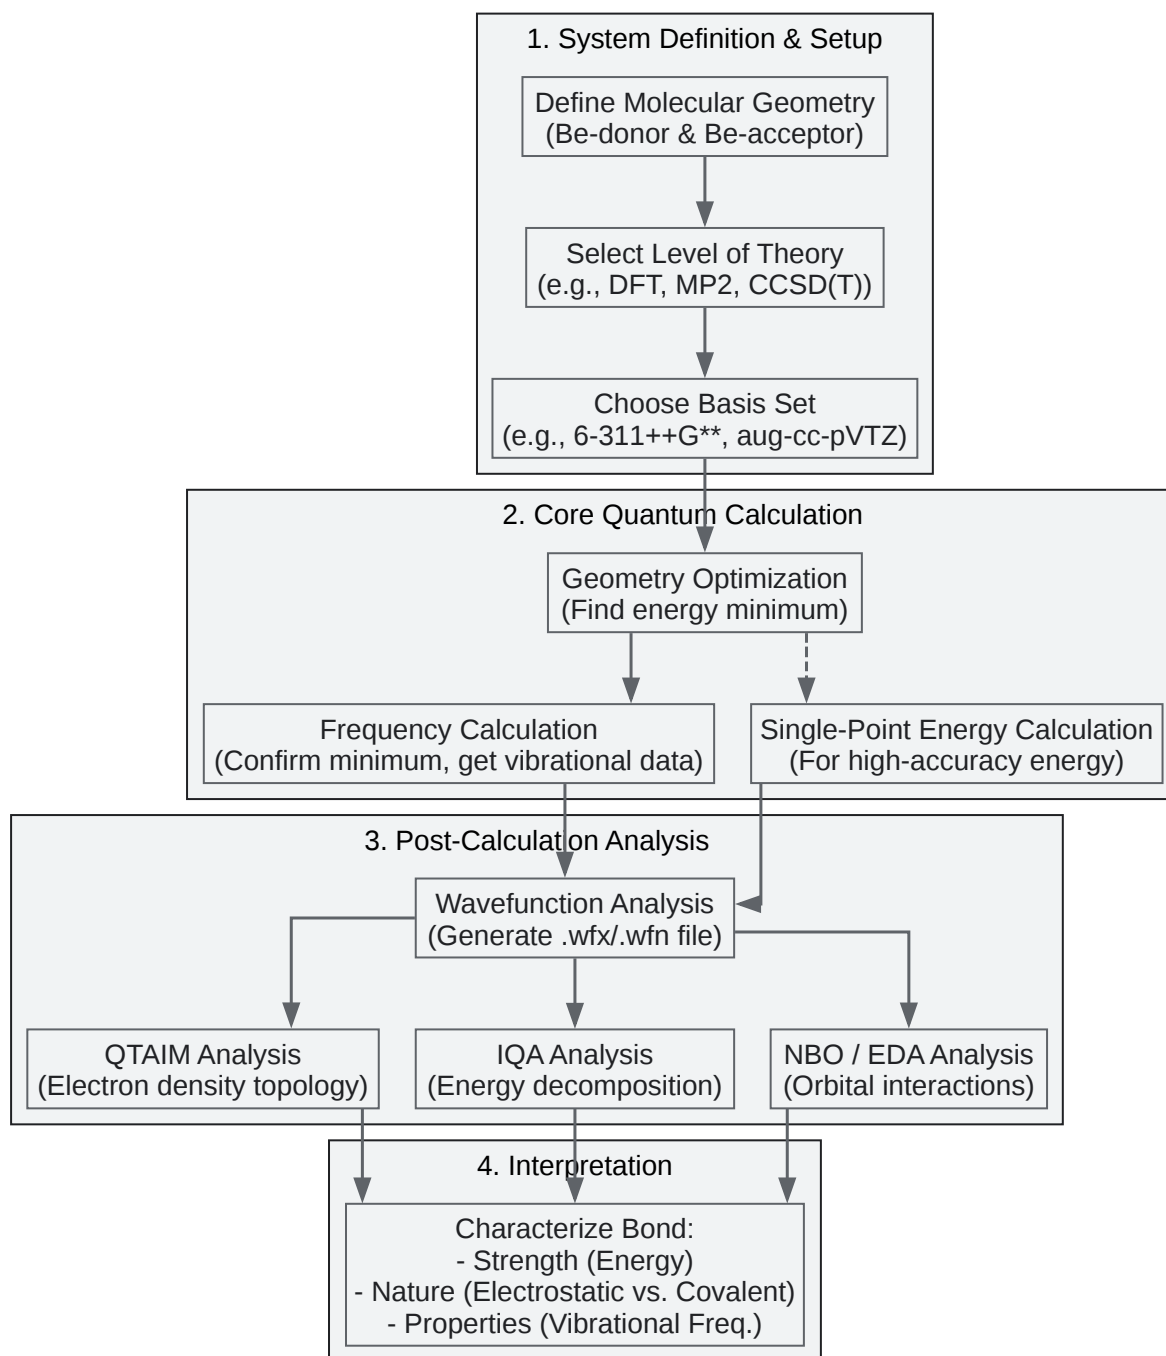 1. System Definition & Setup
Define Molecular Geometry
(Be-donor & Be-acceptor)
Select Level of Theory
(e.g., DFT, MP2, CCSD(T))
Choose Basis Set
(e.g., 6-311++G**, aug-cc-pVTZ)
2. Core Quantum Calculation
Geometry Optimization
(Find energy minimum)
Frequency Calculation
(Confirm minimum, get vibrational data)
Single-Point Energy Calculation
(For high-accuracy energy)
3. Post-Calculation Analysis
Wavefunction Analysis
(Generate .wfx/.wfn file)
QTAIM Analysis
(Electron density topology)
IQA Analysis
(Energy decomposition)
NBO / EDA Analysis
(Orbital interactions)
4. Interpretation
Characterize Bond:
- Strength (Energy)
- Nature (Electrostatic vs. Covalent)
- Properties (Vibrational Freq.)